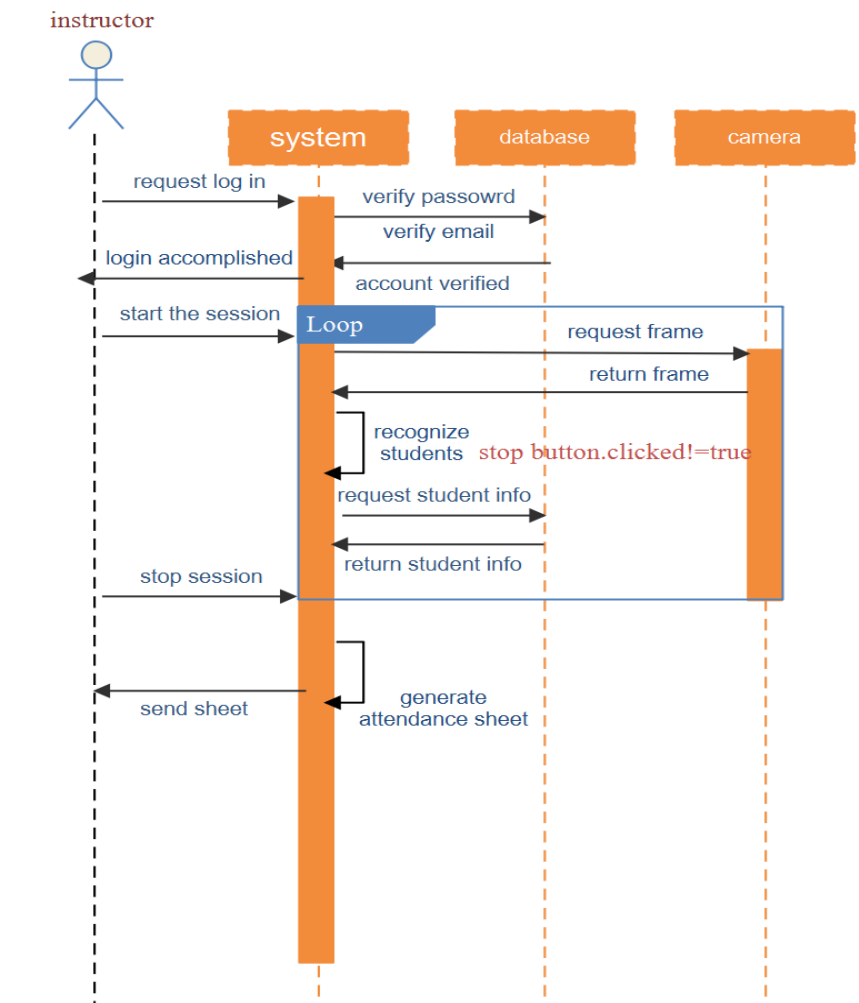 instructor
system
database
camera
request log in
verify passowrd
verify email
login accomplished
account verified
start the session
Loop
request frame
return frame
recognize
students
stop button.clicked!=true
request student info
return student info
stop session
generate
attendance sheet
send sheet